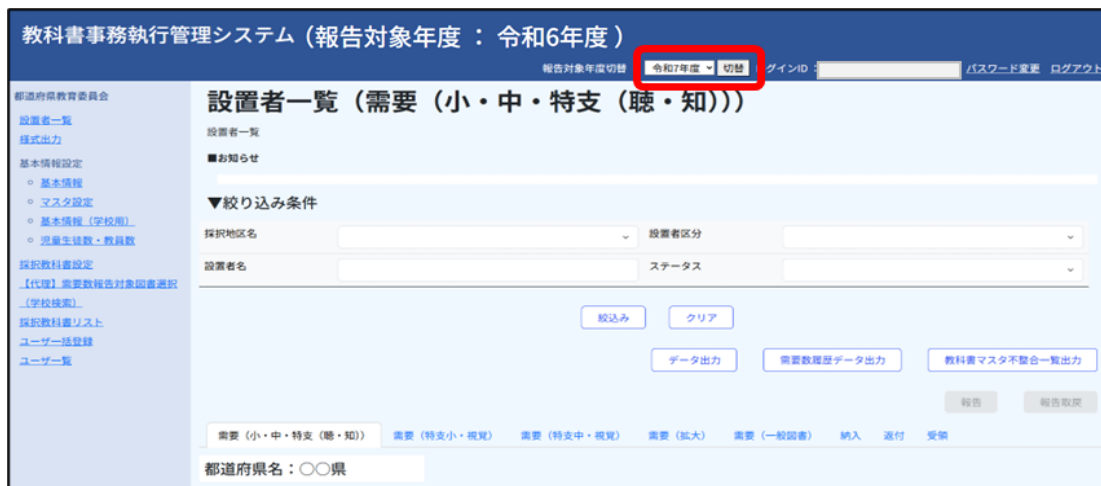 教科書事務執行管理システム（報告対象年度 ： 令和6年度 ）
報告対象年度切替 令和7年度 切替 グインID： パスワード変更 ログアウト
都道府県教育委員会
設置者一覧
様式出力
基本情報設定
基本情報
マスタ設定
基本情報（学校用）
児童生徒数・教員数
採択教科書設定
【代理】需要数報告対象図書選択
（学校検索）
採択教科書リスト
ユーザ一括登録
ユーザ一覧
設置者一覧（需要（小・中・特支（聴・知）））
設置者一覧
■お知らせ
▼絞り込み条件
採択地区名 設置者区分
設置者名 ステータス
絞込み クリア
データ出力 需要数履歴データ出力 教科書マスタ不整合一覧出力
報告 報告取戻
需要（小・中・特支（聴・知）） 需要（特支小・視覚） 需要（特支中・視覚） 需要（拡大） 需要（一般図書） 納入 返付 受領
都道府県名：○○県